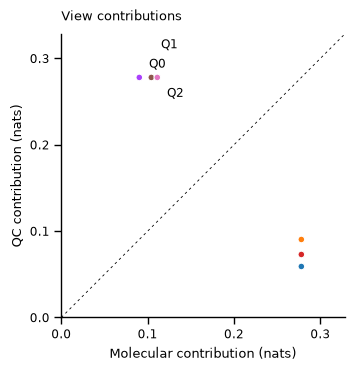 View contributions
Q1
Q0
Q2
0.3
0.2
0.1
0.0
QC contribution (nats)
0.0 0.1 0.2 0.3
Molecular contribution (nats)